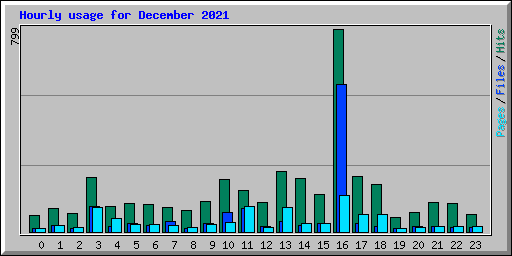 Hourly usage for December 2021
799
Pages/Files/Hits
0 1 2 3 4 5 6 7 8 9 10 11 12 13 14 15 16 17 18 19 20 21 22 23